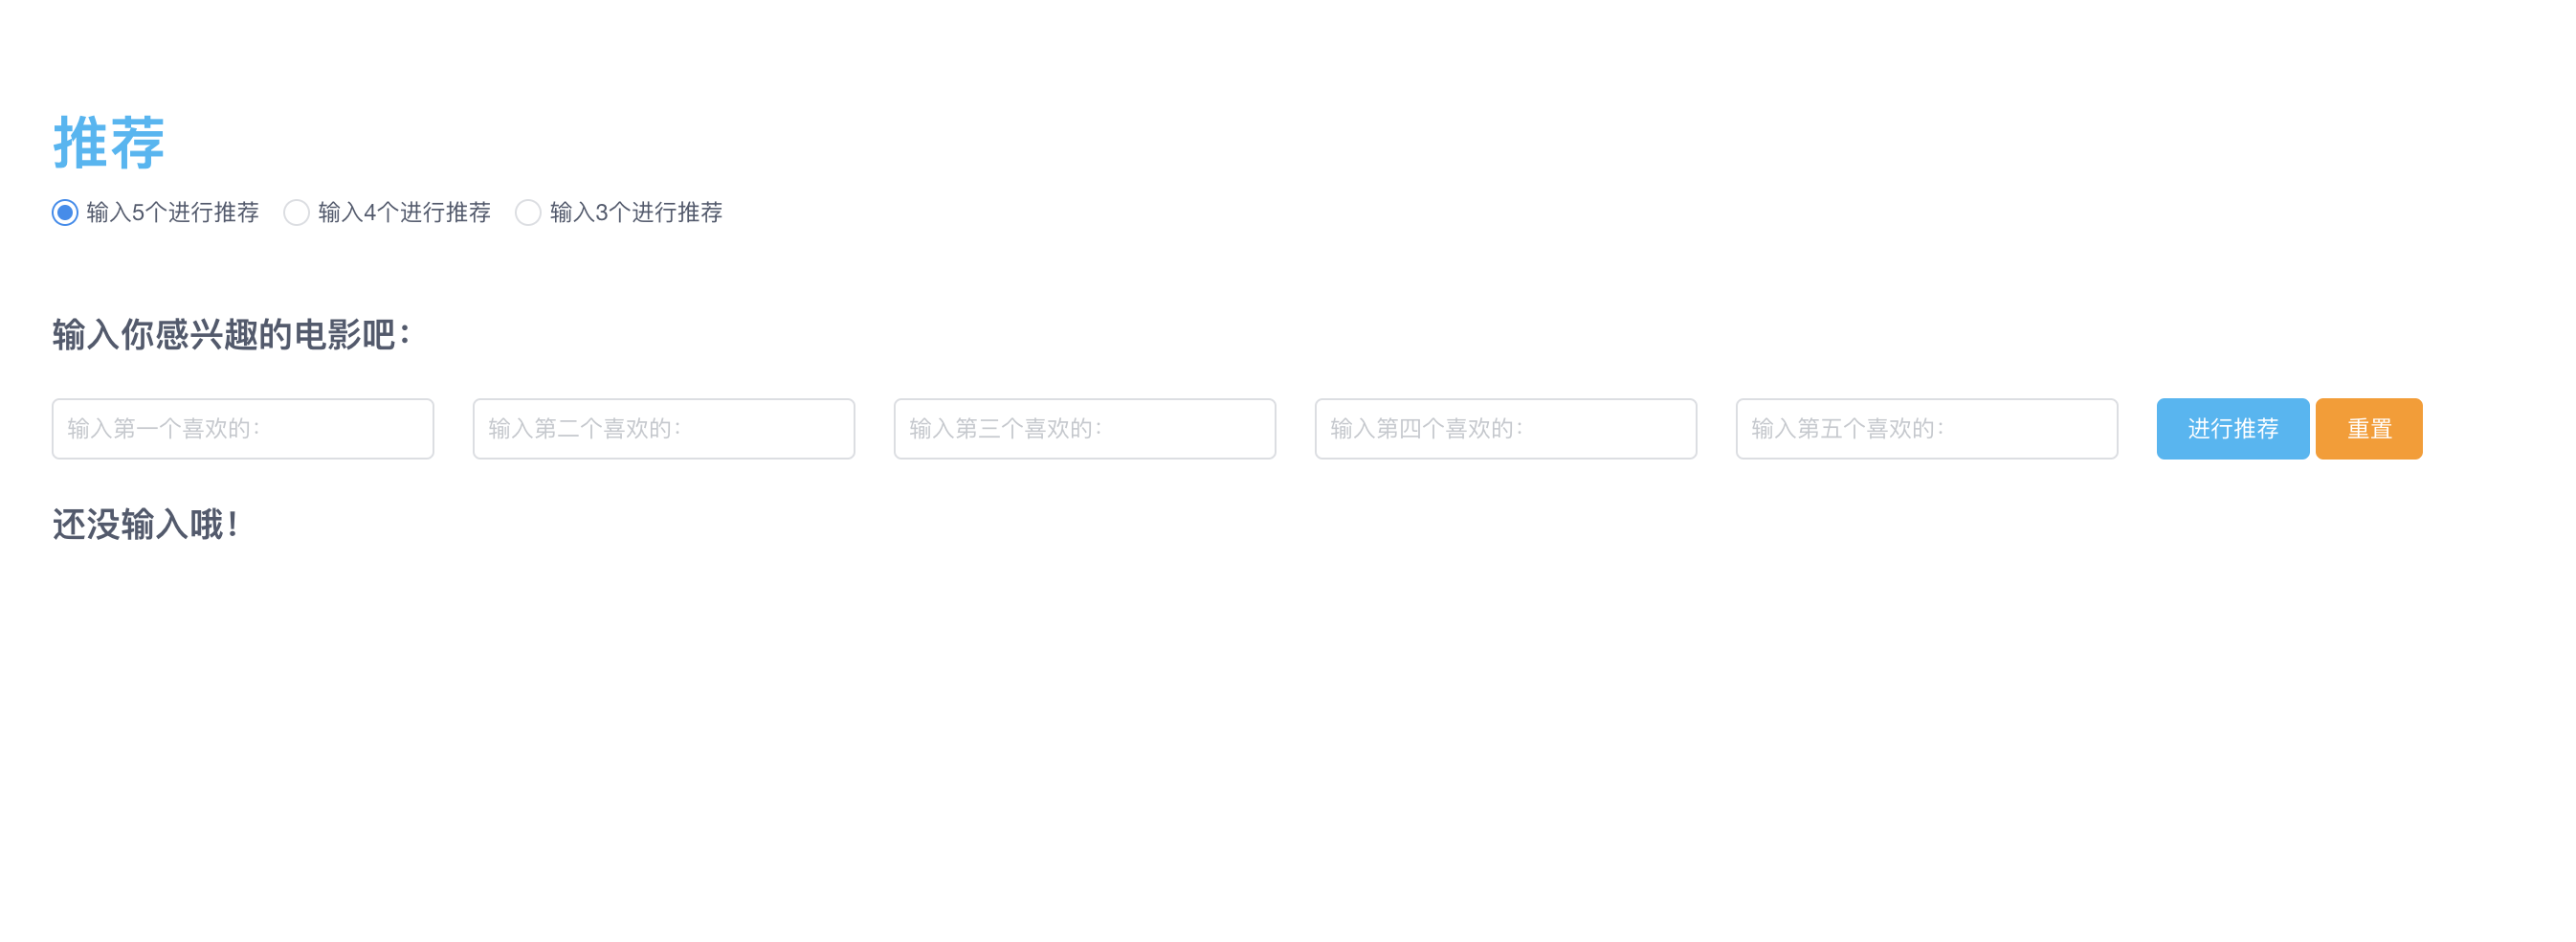 推荐
输入5个进行推荐 输入4个进行推荐 输入3个进行推荐
输入你感兴趣的电影吧：
输入第一个喜欢的： 输入第二个喜欢的： 输入第三个喜欢的： 输入第四个喜欢的： 输入第五个喜欢的： 进行推荐 重置
还没输入哦！